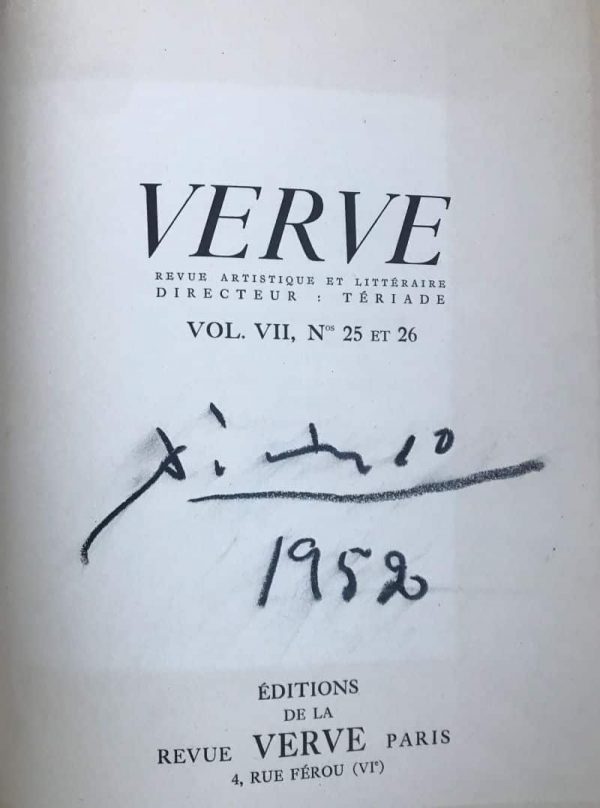 VERVE
REVUE ARTISTIQUE ET LITTÉRAIRE
DIRECTEUR : TÉRIADE
VOL. VII, Nos 25 ET 26
Picasso
1952
ÉDITIONS
DE LA
REVUE VERVE PARIS
4, RUE FÉROU (VIe)